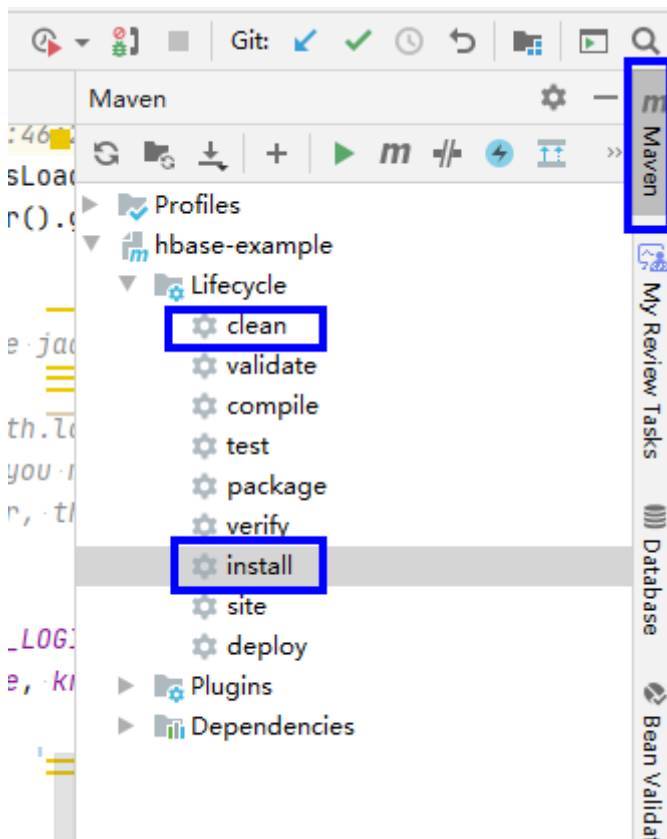 Git:
Maven
Profiles
hbase-example
Lifecycle
clean
validate
compile
test
package
verify
install
site
deploy
Plugins
Dependencies
Maven
My Review Tasks
Database
Bean